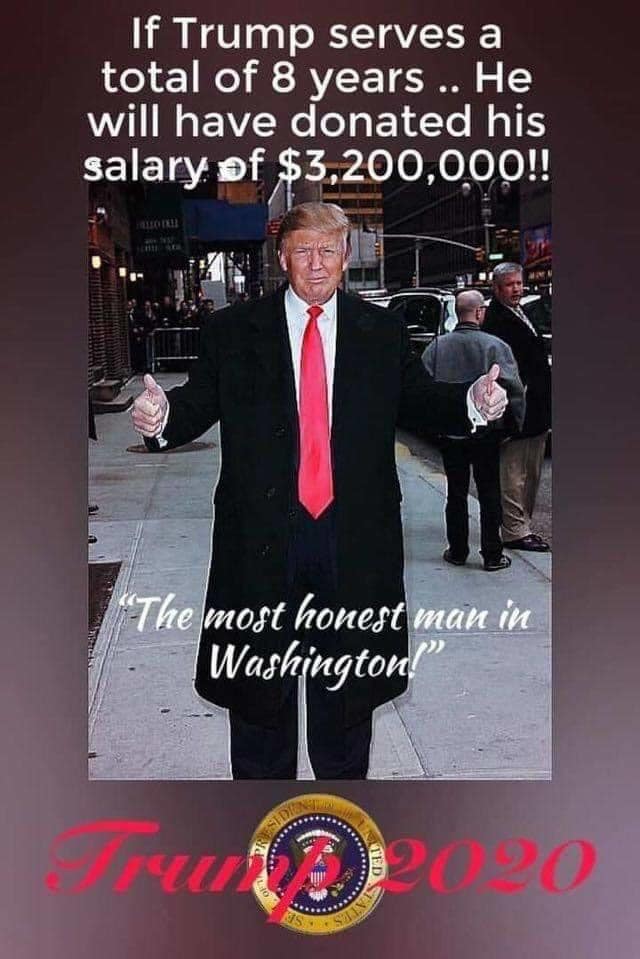 If Trump serves a
total of 8 years .. He
will have donated his
salary of $3,200,000!!
"The most honest man in
Washington!"
Trump 2020